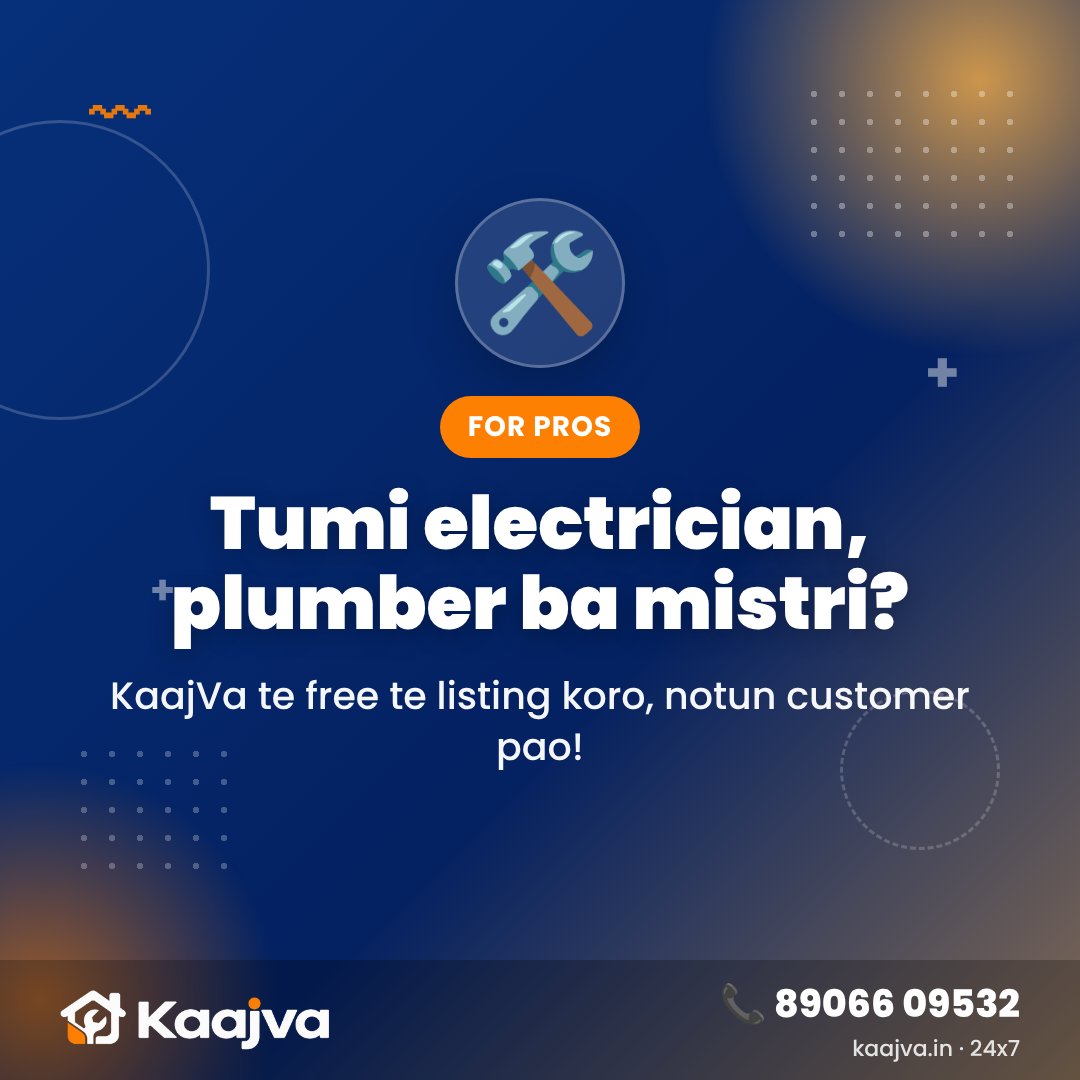 FOR PROS
Tumi electrician,
plumber ba mistri?
KaajVa te free te listing koro, notun customer
pao!
Kaajva
89066 09532
kaajva.in · 24x7